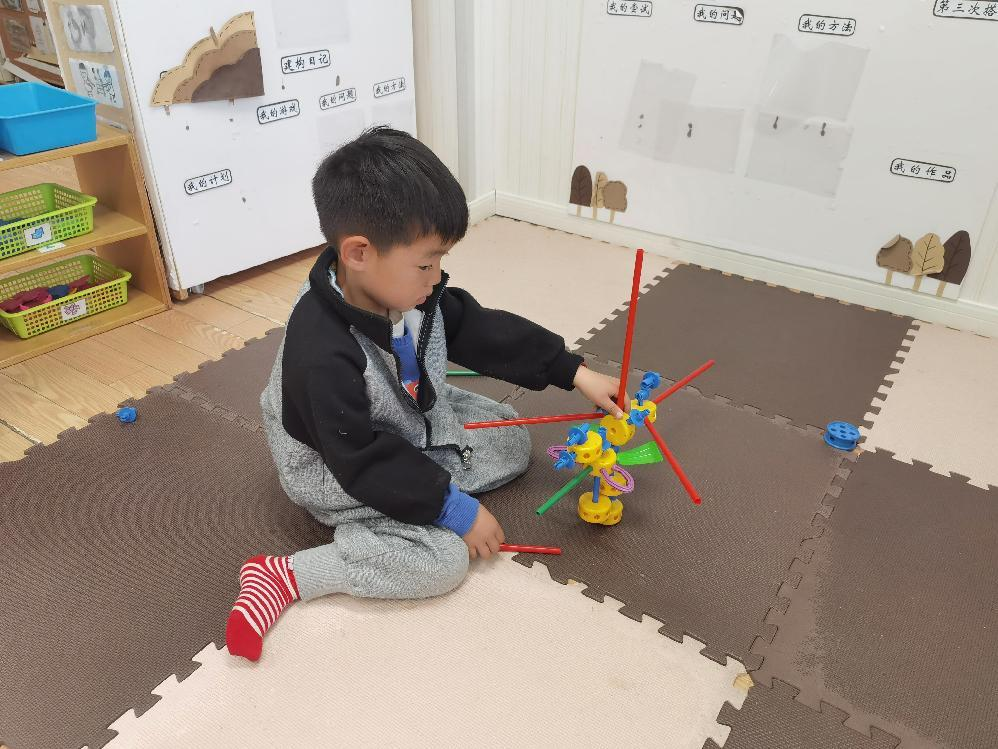 建构日记
我的游戏
我的问题
我的方法
我的计划
我的尝试
我的问题
我的方法
第三次搭
我的作品